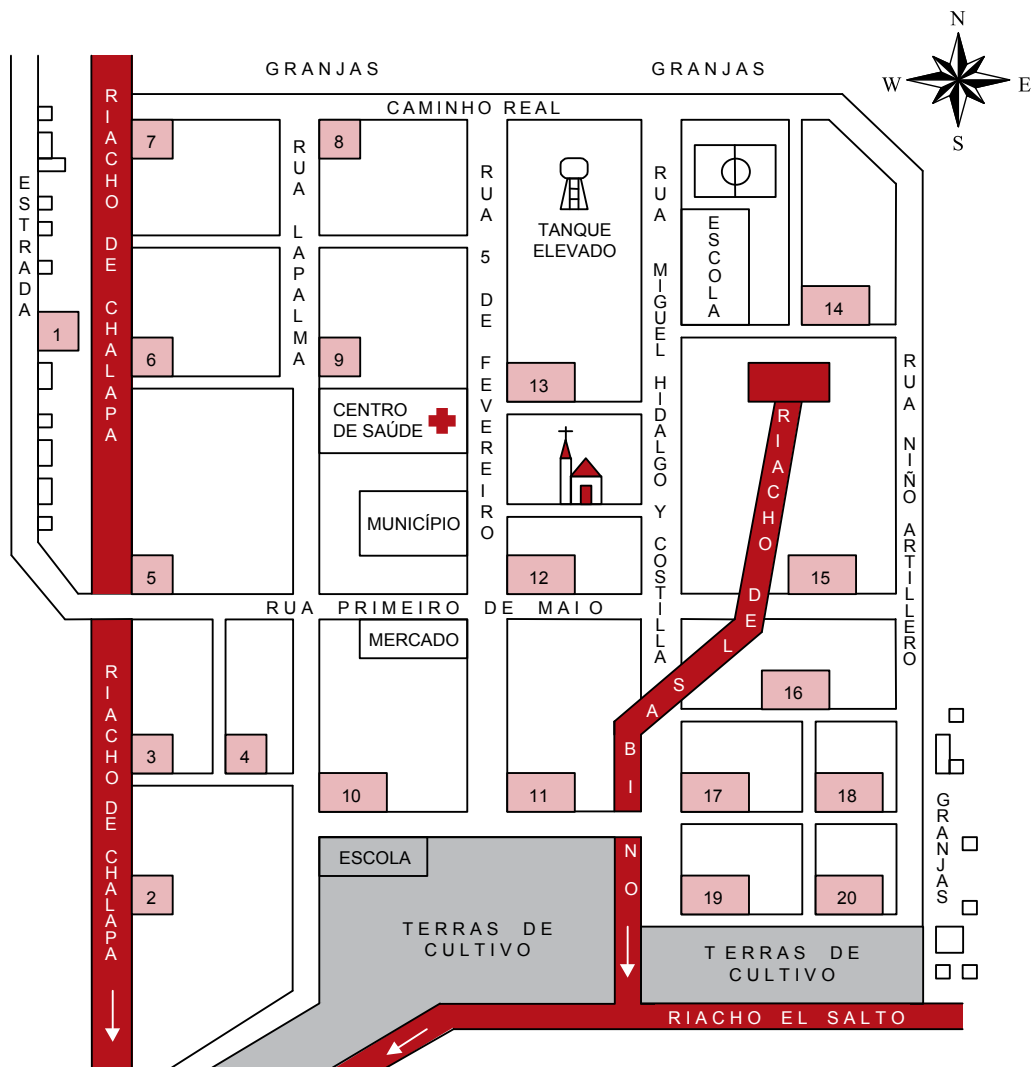 N
W E
S
GRANJAS GRANJAS
CAMINHO REAL
ESTRADA
RIACHO DE CHALAPA
RUA LAPALMA
RUA 5 DE FEVEREIRO
RUA MIGUEL HIDALGO Y COSTILLA
RUA NIÑO ARTILLERO
7
8
TANQUE
ELEVADO
ESCOLA
14
1
6
9
13
CENTRO
DE SAÚDE
MUNICÍPIO
RIACHO DEL SABINO
5
12
15
RUA PRIMEIRO DE MAIO
MERCADO
RIACHO DE CHALAPA
16
3
4
10
11
17
18
GRANJAS
ESCOLA
2
19
20
TERRAS DE
CULTIVO
TERRAS DE
CULTIVO
RIACHO EL SALTO